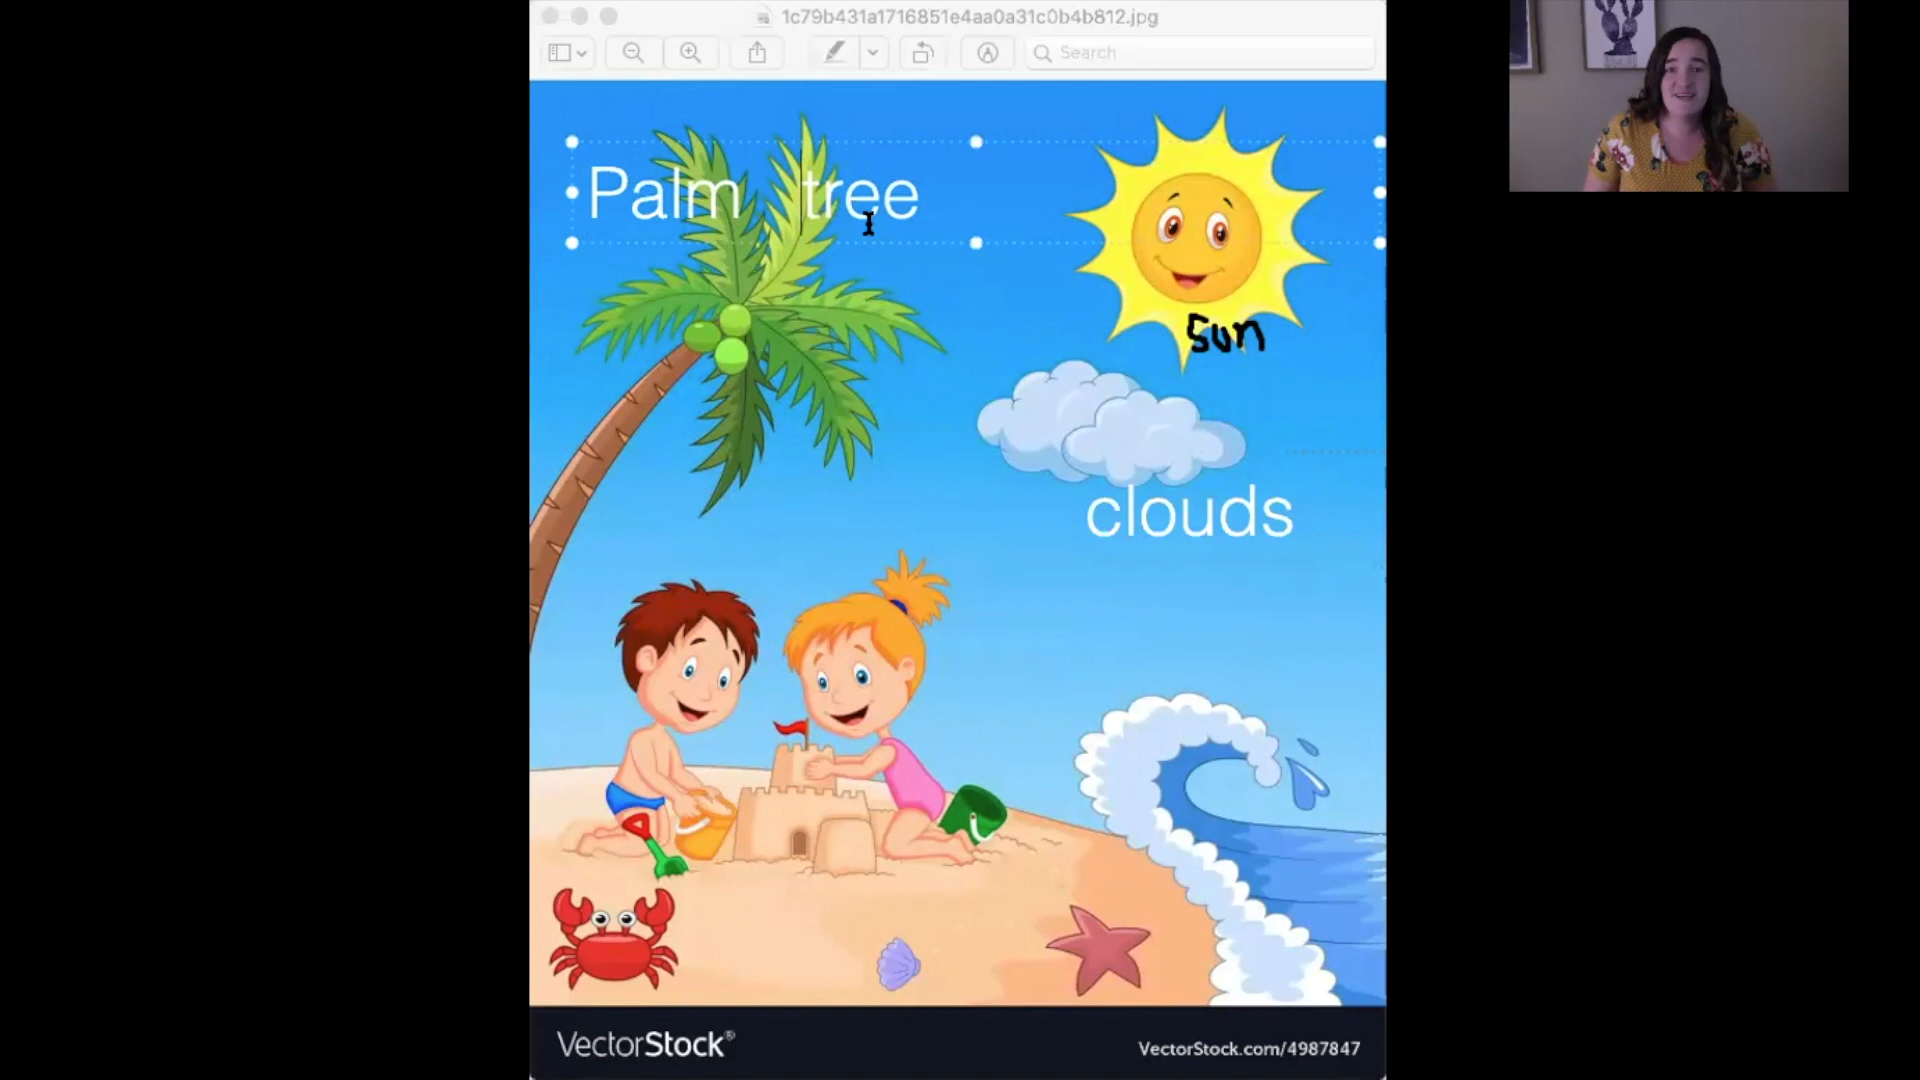 1c79b431a1716851e4aa0a31c0b4b812.jpg
Search
Palm tree
sun
clouds
VectorStock®
VectorStock.com/4987847